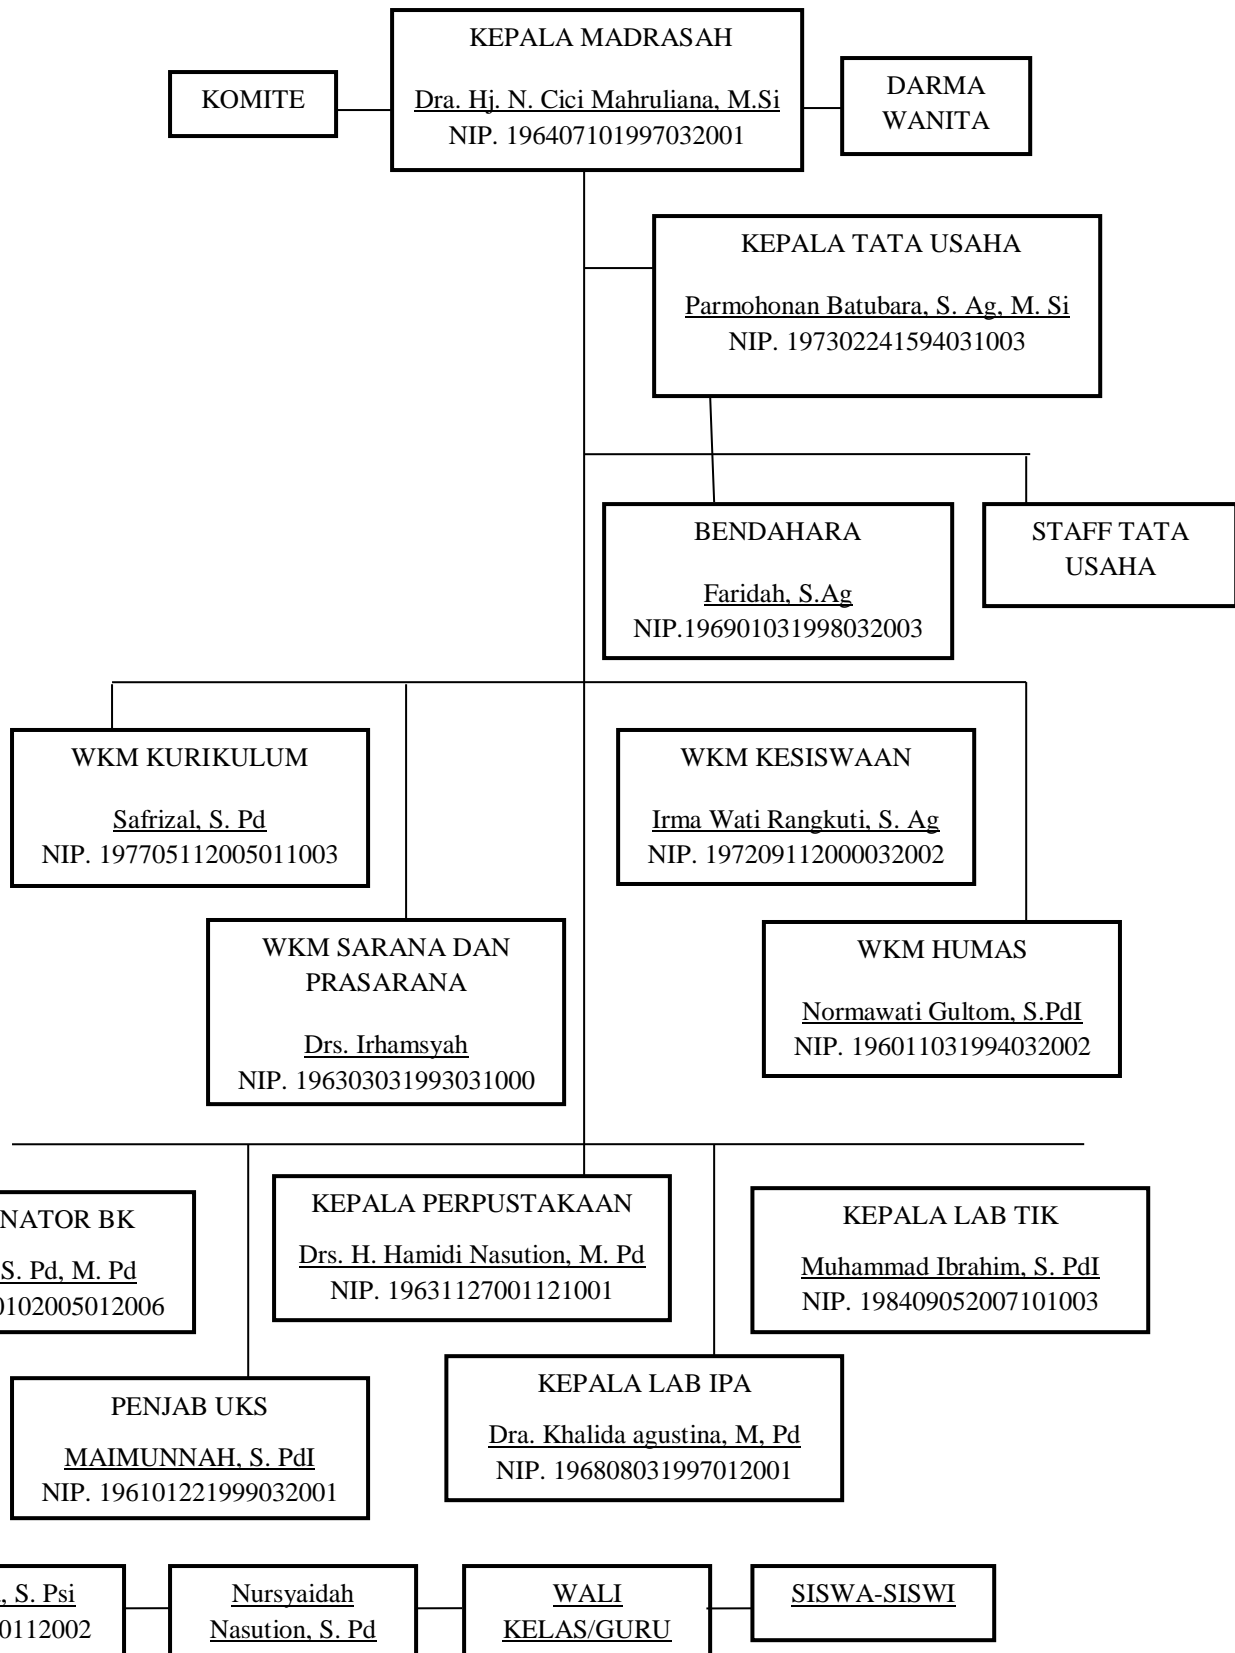 KEPALA MADRASAH
Dra. Hj. N. Cici Mahruliana, M.Si
NIP. 196407101997032001
KOMITE
DARMA
WANITA
KEPALA TATA USAHA
Parmohonan Batubara, S. Ag, M. Si
NIP. 197302241594031003
BENDAHARA
Faridah, S.Ag
NIP.196901031998032003
STAFF TATA
USAHA
WKM KURIKULUM
Safrizal, S. Pd
NIP. 197705112005011003
WKM KESISWAAN
Irma Wati Rangkuti, S. Ag
NIP. 197209112000032002
WKM SARANA DAN
PRASARANA
Drs. Irhamsyah
NIP. 196303031993031000
WKM HUMAS
Normawati Gultom, S.PdI
NIP. 196011031994032002
NATOR BK
S. Pd, M. Pd
0102005012006
KEPALA PERPUSTAKAAN
Drs. H. Hamidi Nasution, M. Pd
NIP. 19631127001121001
KEPALA LAB TIK
Muhammad Ibrahim, S. PdI
NIP. 198409052007101003
PENJAB UKS
MAIMUNNAH, S. PdI
NIP. 196101221999032001
KEPALA LAB IPA
Dra. Khalida agustina, M, Pd
NIP. 196808031997012001
, S. Psi
0112002
Nursyaidah
Nasution, S. Pd
WALI
KELAS/GURU
SISWA-SISWI